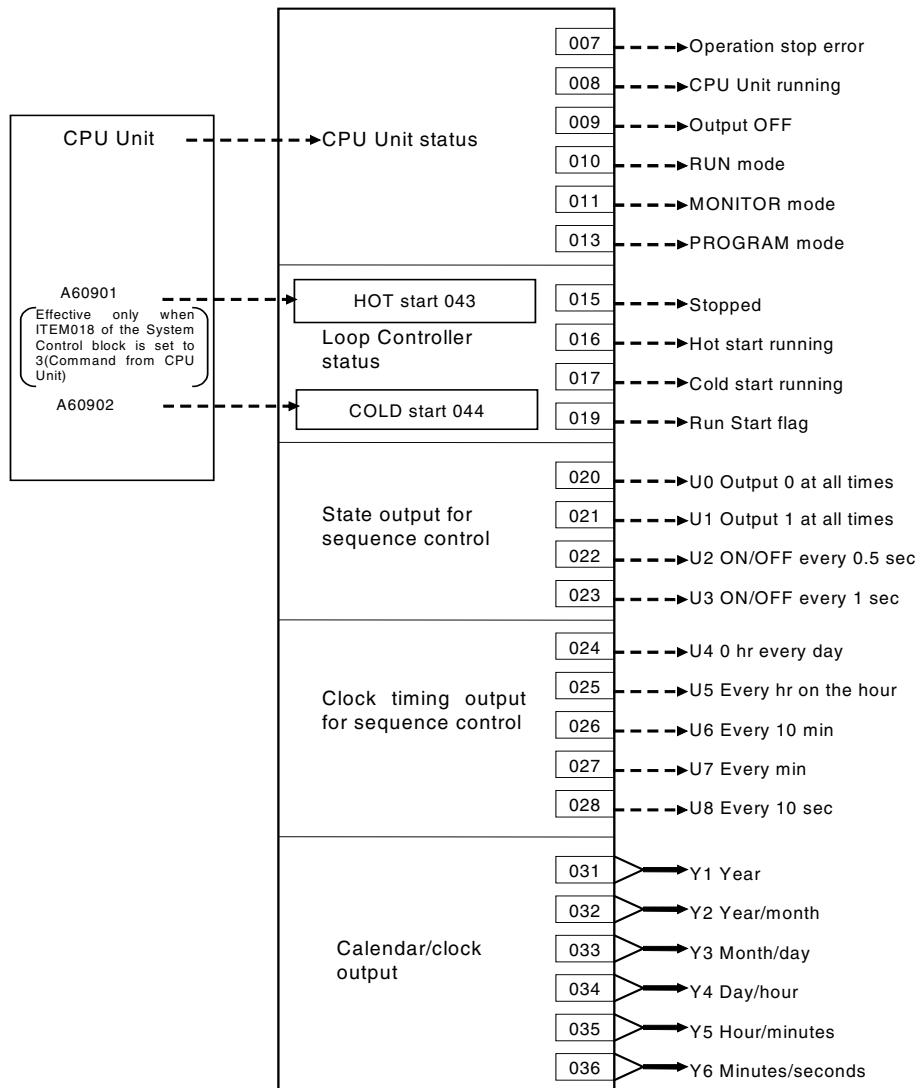 007
Operation stop error
008
CPU Unit running
009
Output OFF
CPU Unit
CPU Unit status
010
RUN mode
011
MONITOR mode
013
PROGRAM mode
A60901
HOT start 043
015
Stopped
Effective only when
ITEM018 of the System
Control block is set to
3(Command from CPU
Unit)
Loop Controller
status
016
Hot start running
017
Cold start running
A60902
COLD start 044
019
Run Start flag
020
U0 Output 0 at all times
State output for
sequence control
021
U1 Output 1 at all times
022
U2 ON/OFF every 0.5 sec
023
U3 ON/OFF every 1 sec
024
U4 0 hr every day
Clock timing output
for sequence control
025
U5 Every hr on the hour
026
U6 Every 10 min
027
U7 Every min
028
U8 Every 10 sec
031
Y1 Year
032
Y2 Year/month
Calendar/clock
output
033
Y3 Month/day
034
Y4 Day/hour
035
Y5 Hour/minutes
036
Y6 Minutes/seconds